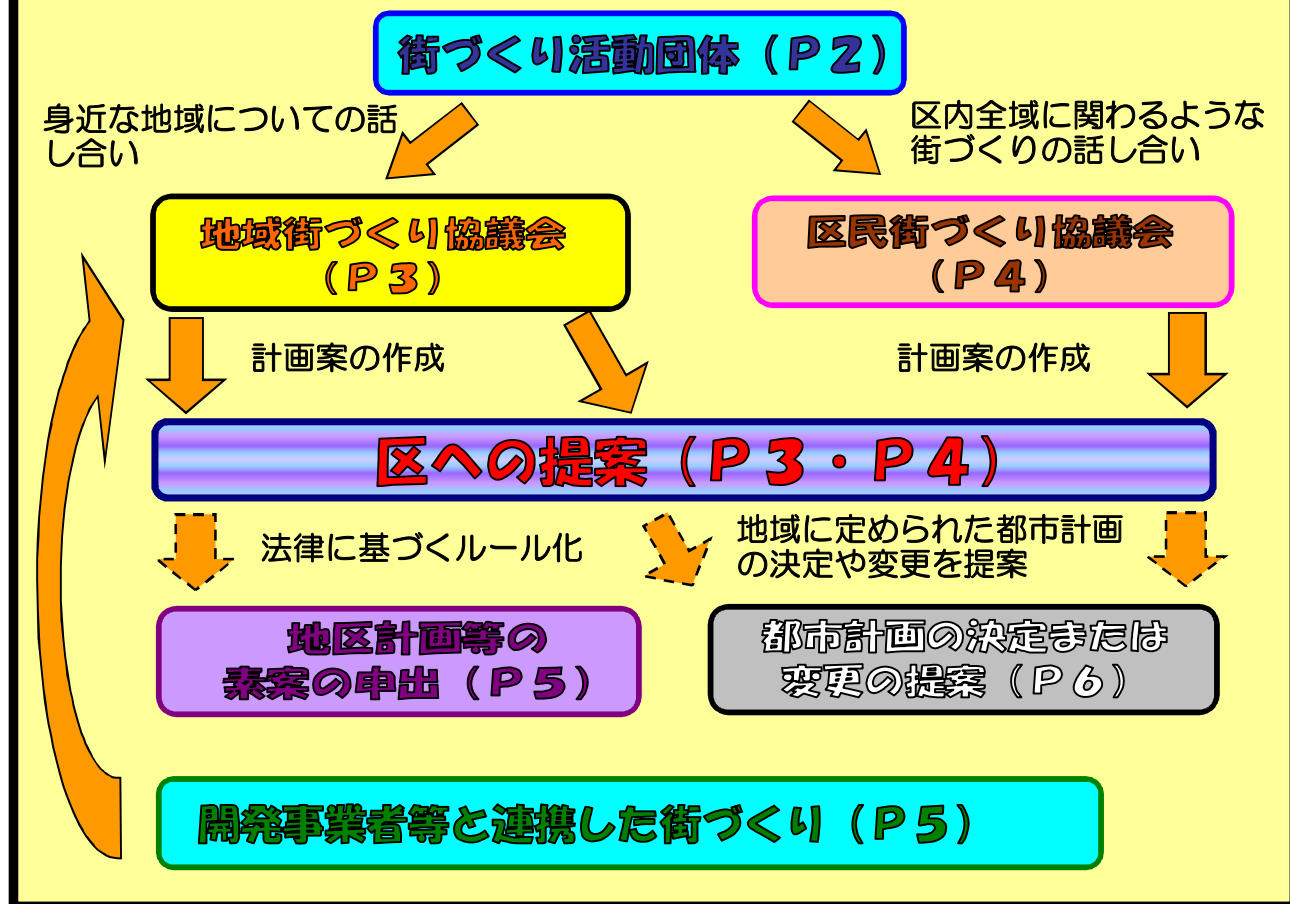 街づくり活動団体（Ｐ２）
身近な地域についての話
し合い
区内全域に関わるような
街づくりの話し合い
地域街づくり協議会
（Ｐ３）
区民街づくり協議会
（Ｐ４）
計画案の作成
計画案の作成
区への提案（Ｐ３・Ｐ４）
法律に基づくルール化
地域に定められた都市計画
の決定や変更を提案
地区計画等の
素案の申出（Ｐ５）
都市計画の決定または
変更の提案（Ｐ６）
開発事業者等と連携した街づくり（Ｐ５）